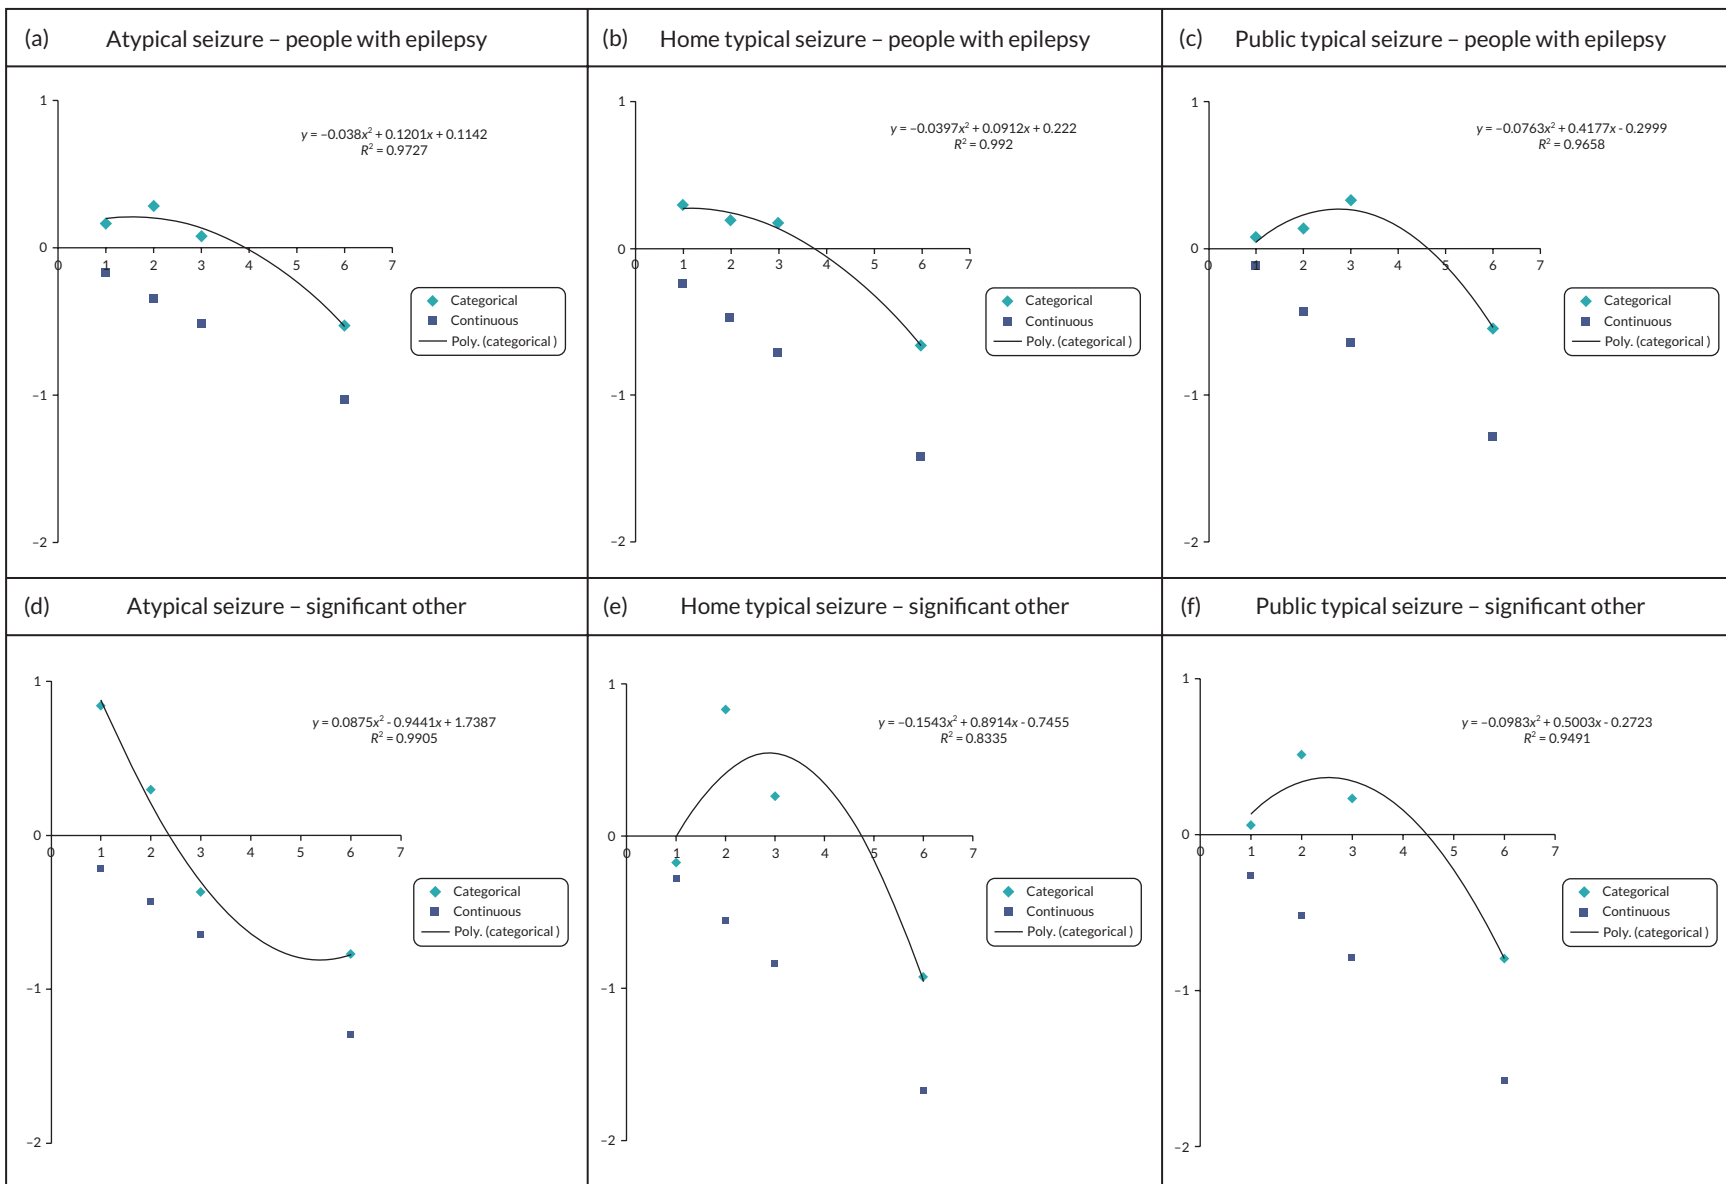 (a) Atypical seizure – people with epilepsy
1
y = –0.038x² + 0.1201x + 0.1142
R² = 0.9727
0
0 1 2 3 4 5 6 7
Categorical
Continuous
Poly. (categorical )
–1
–2
(b) Home typical seizure – people with epilepsy
1
y = –0.0397x² + 0.0912x + 0.222
R² = 0.992
0
0 1 2 3 4 5 6 7
Categorical
Continuous
Poly. (categorical )
–1
–2
(c) Public typical seizure – people with epilepsy
1
y = –0.0763x² + 0.4177x - 0.2999
R² = 0.9658
0
0 1 2 3 4 5 6 7
Categorical
Continuous
Poly. (categorical )
–1
–2
(d) Atypical seizure – significant other
1
y = 0.0875x² - 0.9441x + 1.7387
R² = 0.9905
0
0 1 2 3 4 5 6 7
Categorical
Continuous
Poly. (categorical )
–1
–2
(e) Home typical seizure – significant other
1
y = –0.1543x² + 0.8914x - 0.7455
R² = 0.8335
0
0 1 2 3 4 5 6 7
Categorical
Continuous
Poly. (categorical )
–1
–2
(f) Public typical seizure – significant other
1
y = –0.0983x² + 0.5003x - 0.2723
R² = 0.9491
0
0 1 2 3 4 5 6 7
Categorical
Continuous
Poly. (categorical )
–1
–2